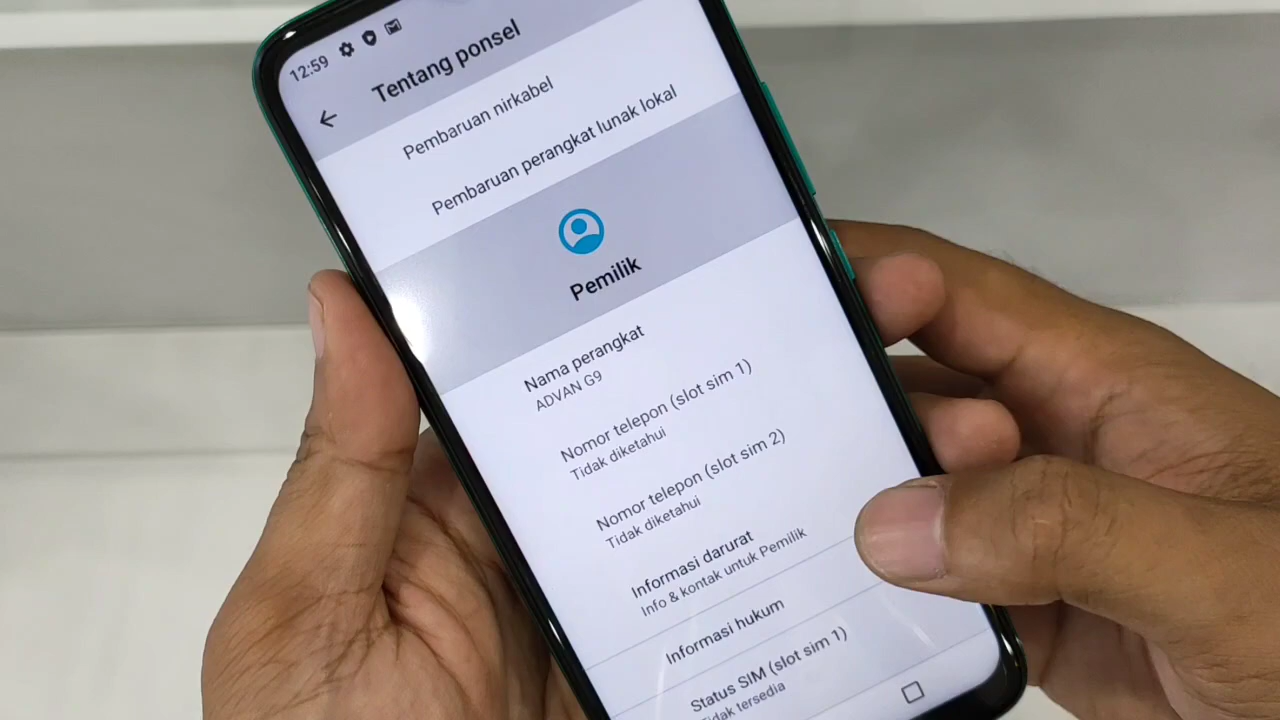 12:59
Tentang ponsel
Pembaruan nirkabel
Pembaruan perangkat lunak lokal
Pemilik
Nama perangkat
ADVAN G9
Nomor telepon (slot sim 1)
Tidak diketahui
Nomor telepon (slot sim 2)
Tidak diketahui
Informasi darurat
Info & kontak untuk Pemilik
Informasi hukum
Status SIM (slot sim 1)
Tidak tersedia